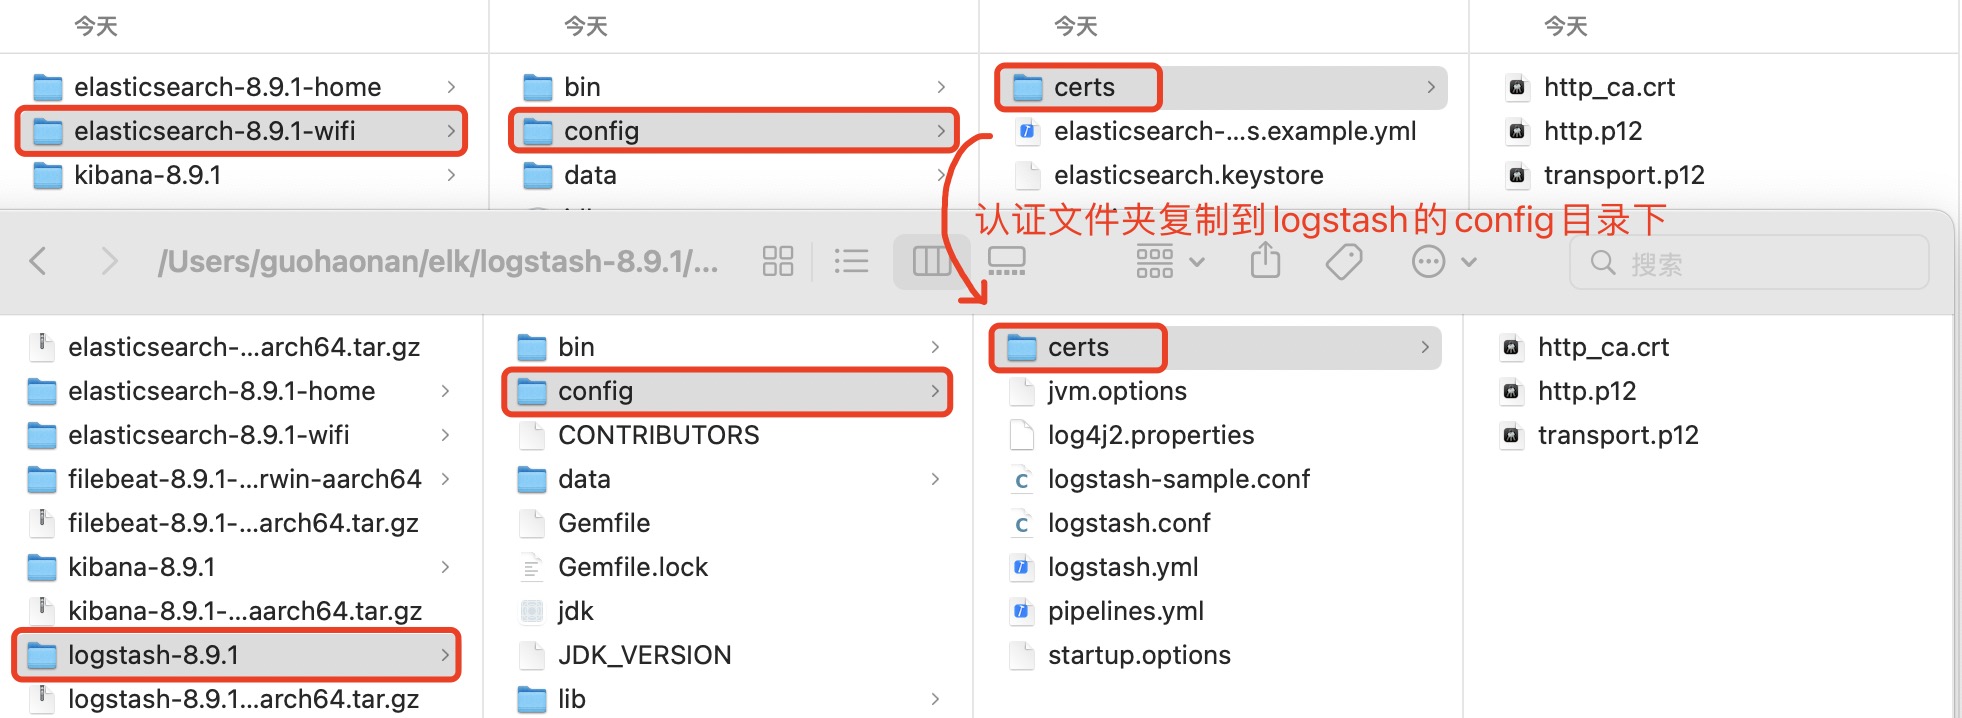 今天
今天
今天
今天
elasticsearch-8.9.1-home
elasticsearch-8.9.1-wifi
kibana-8.9.1
bin
config
data
certs
elasticsearch-...s.example.yml
elasticsearch.keystore
http_ca.crt
http.p12
transport.p12
认证文件夹复制到logstash的config目录下
/Users/guohaonan/elk/logstash-8.9.1/...
搜索
elasticsearch-...arch64.tar.gz
elasticsearch-8.9.1-home
elasticsearch-8.9.1-wifi
filebeat-8.9.1-...rwin-aarch64
filebeat-8.9.1-...arch64.tar.gz
kibana-8.9.1
kibana-8.9.1-...aarch64.tar.gz
logstash-8.9.1
logstash-8.9.1...arch64.tar.gz
bin
config
CONTRIBUTORS
data
Gemfile
Gemfile.lock
jdk
JDK_VERSION
lib
certs
jvm.options
log4j2.properties
logstash-sample.conf
logstash.conf
logstash.yml
pipelines.yml
startup.options
http_ca.crt
http.p12
transport.p12